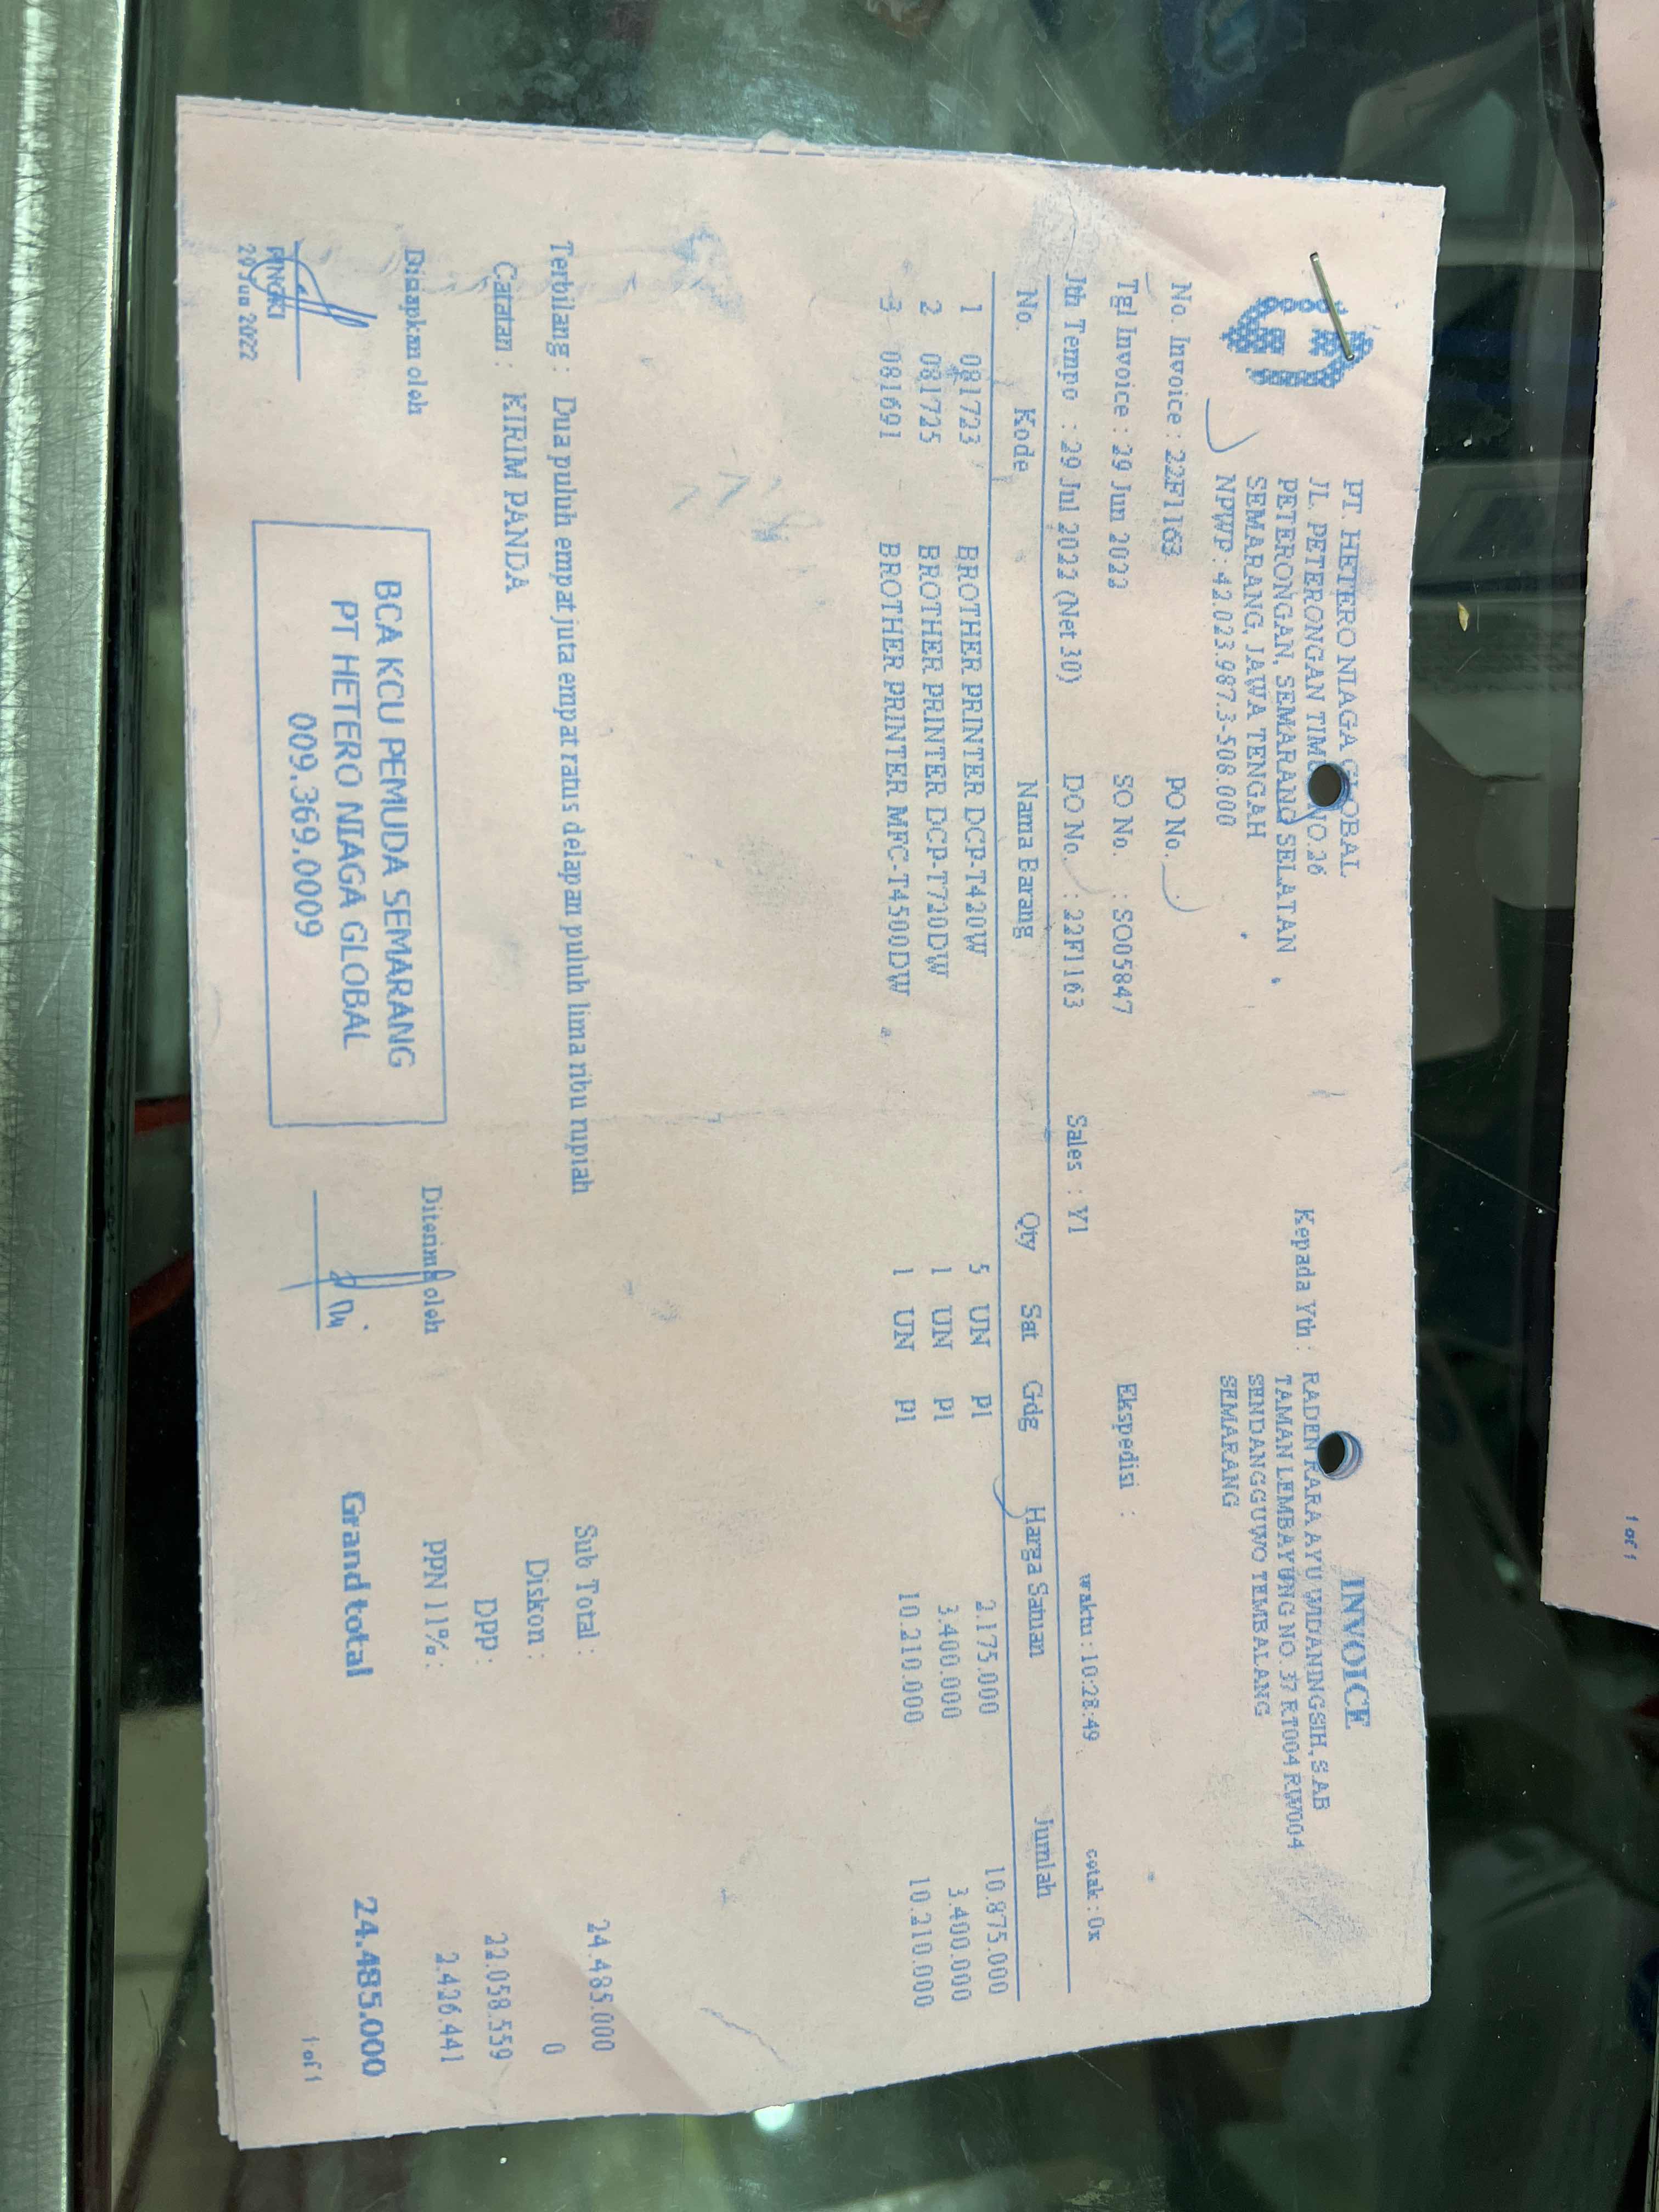 INVOICE
PT. HETERO NIAGA GLOBAL
JL. PETERONGAN NO.26
PETERONGAN, SEMARANG SELATAN
SEMARANG, JAWA TENGAH
NPWP : 42.023.987.3-508.000
Kepada Yth : RADEN RARA AYU WIDANINGSIH, S.AB
TAMAN LEMBAYUNG NO. 37 RT004 RW004
SENDANGGUWO TEMBALANG
SEMARANG
No. Invoice : 22F1163 PO No. :
Tgl Invoice : 29 Jun 2022 SO No. : SO05847 Ekspedisi :
Jth Tempo : 29 Jul 2022 (Net 30) DO No. : 22F1163 Sales : Y1 waktu : 10:28:49 cetak : 0x
No. Kode Nama Barang Qty Sat Gdg Harga Satuan Jumlah
1 081723 BROTHER PRINTER DCP-T420W 5 UN P1 2.175.000 10.875.000
2 081725 BROTHER PRINTER DCP-T720DW 1 UN P1 3.400.000 3.400.000
3 081691 BROTHER PRINTER MFC-T4500DW 1 UN P1 10.210.000 10.210.000
Terbilang : Dua puluh empat juta empat ratus delapan puluh lima ribu rupiah
Catatan : KIRIM PANDA
Sub Total : 24.485.000
Diskon : 0
DPP : 22.058.559
PPN 11% : 2.426.441
Grand total 24.485.000
Disiapkan oleh
PINGKI
29 Jun 2022
BCA KCU PEMUDA SEMARANG
PT HETERO NIAGA GLOBAL
009.369.0009
Diterima oleh
1 of 1
1 of 1